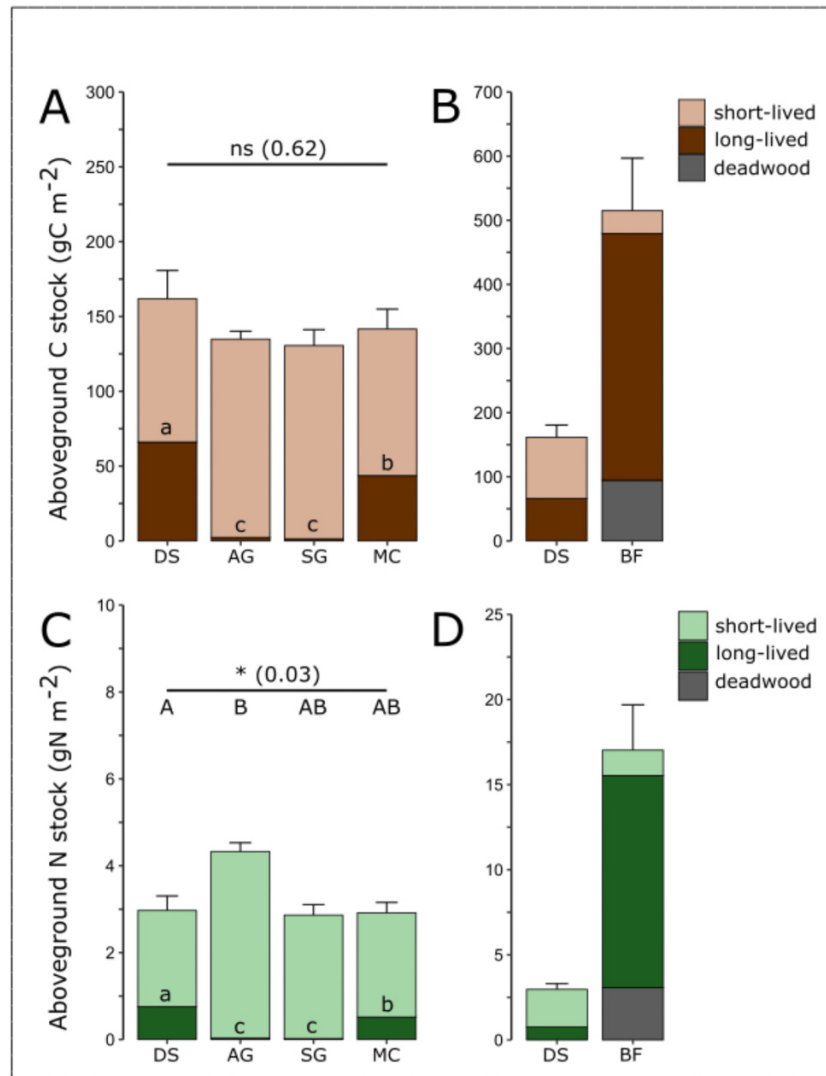 A
Aboveground C stock (gC m⁻²)
300
250
200
150
100
50
0
ns (0.62)
a
c
c
b
DS AG SG MC
B
700
600
500
400
300
200
100
0
DS BF
short-lived
long-lived
deadwood
C
Aboveground N stock (gN m⁻²)
10
8
6
4
2
0
* (0.03)
A B AB AB
a
c
c
b
DS AG SG MC
D
25
20
15
10
5
0
DS BF
short-lived
long-lived
deadwood